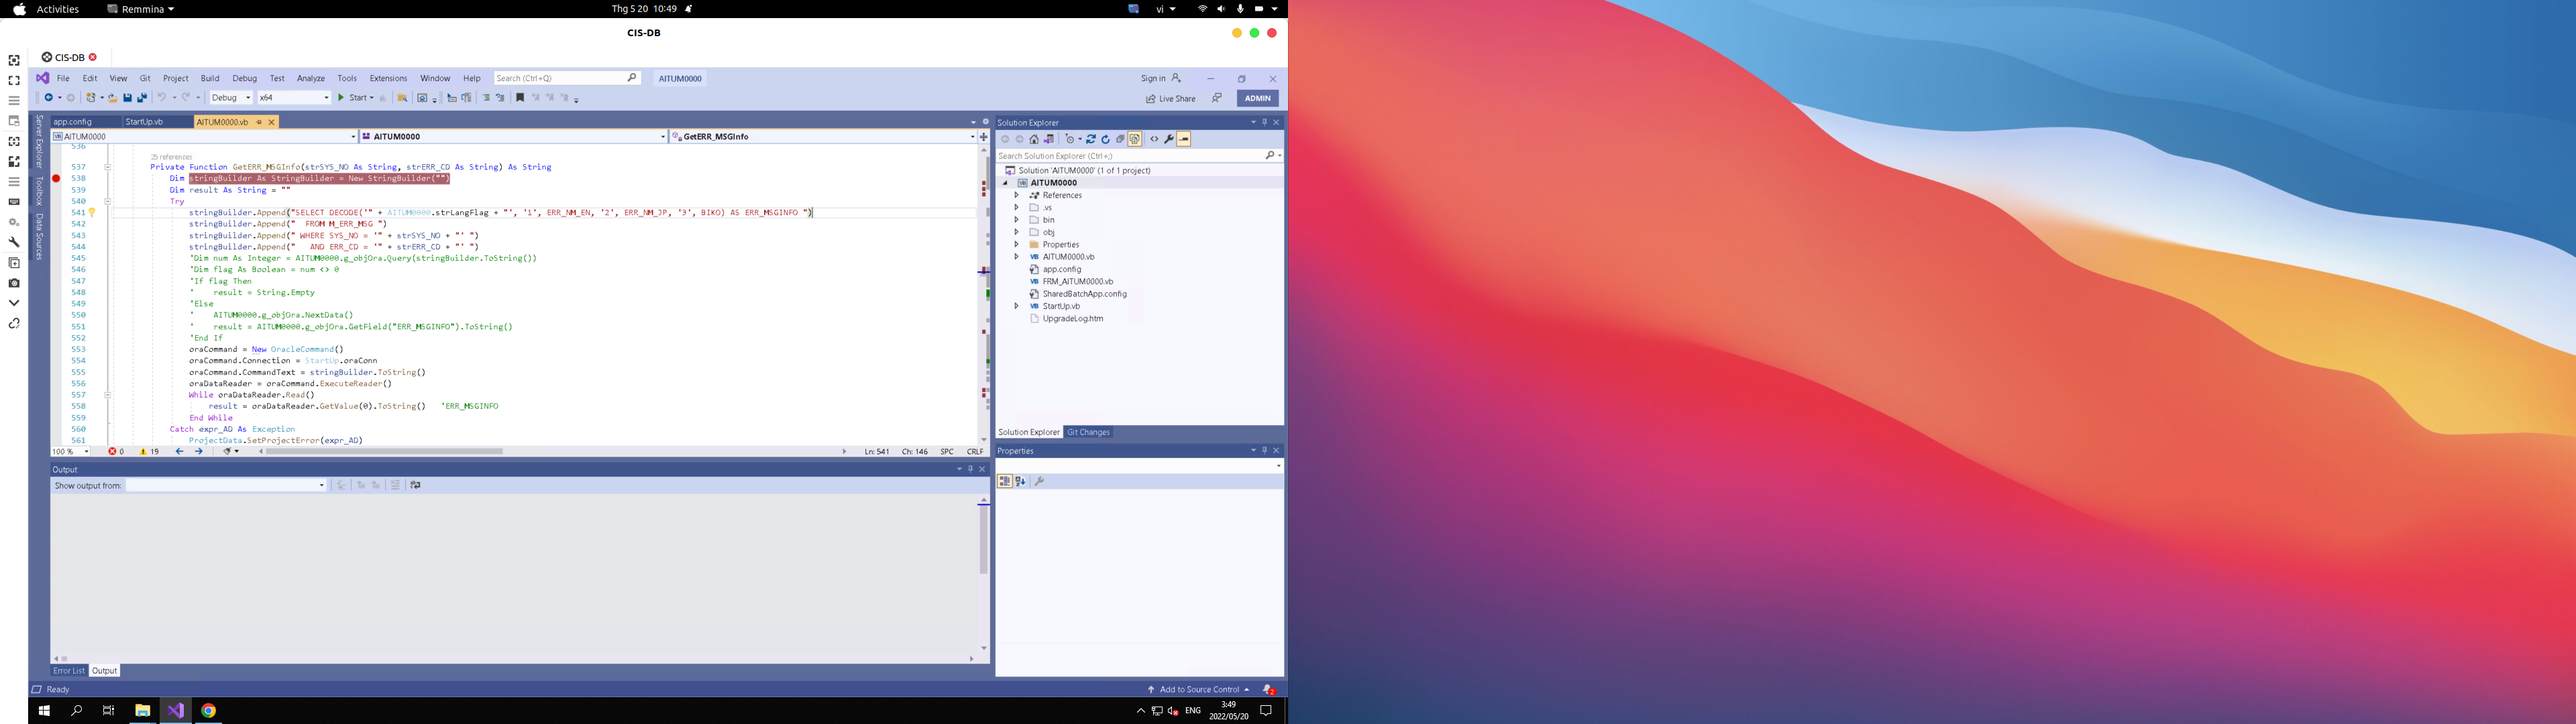 Activities Remmina Thg 5 20 10:49 vi
CIS-DB
CIS-DB
File Edit View Git Project Build Debug Test Analyze Tools Extensions Window Help Search (Ctrl+Q) AITUM0000 Sign in
Debug x64 Start Live Share ADMIN
Server Explorer
Toolbox
Data Sources
app.config StartUp.vb AITUM0000.vb
AITUM0000 AITUM0000 GetERR_MSGInfo
536
25 references
537 Private Function GetERR_MSGInfo(strSYS_NO As String, strERR_CD As String) As String
538 Dim stringBuilder As StringBuilder = New StringBuilder("")
539 Dim result As String = ""
540 Try
541 stringBuilder.Append("SELECT DECODE('" + AITUM0000.strLangFlag + "', '1', ERR_NM_EN, '2', ERR_NM_JP, '3', BIKO) AS ERR_MSGINFO ")
542 stringBuilder.Append("  FROM M_ERR_MSG ")
543 stringBuilder.Append(" WHERE SYS_NO = '" + strSYS_NO + "' ")
544 stringBuilder.Append("   AND ERR_CD = '" + strERR_CD + "' ")
545 'Dim num As Integer = AITUM0000.g_objOra.Query(stringBuilder.ToString())
546 'Dim flag As Boolean = num <> 0
547 'If flag Then
548 '    result = String.Empty
549 'Else
550 '    AITUM0000.g_objOra.NextData()
551 '    result = AITUM0000.g_objOra.GetField("ERR_MSGINFO").ToString()
552 'End If
553 oraCommand = New OracleCommand()
554 oraCommand.Connection = StartUp.oraConn
555 oraCommand.CommandText = stringBuilder.ToString()
556 oraDataReader = oraCommand.ExecuteReader()
557 While oraDataReader.Read()
558 result = oraDataReader.GetValue(0).ToString()   'ERR_MSGINFO
559 End While
560 Catch expr_AD As Exception
561 ProjectData.SetProjectError(expr_AD)
100 % 0 19 Ln: 541 Ch: 146 SPC CRLF
Output
Show output from:
Error List Output
Solution Explorer
Search Solution Explorer (Ctrl+;)
Solution 'AITUM0000' (1 of 1 project)
AITUM0000
References
.vs
bin
obj
Properties
AITUM0000.vb
app.config
FRM_AITUM0000.vb
SharedBatchApp.config
StartUp.vb
UpgradeLog.htm
Solution Explorer Git Changes
Properties
Ready Add to Source Control 2
ENG 3:49
2022/05/20